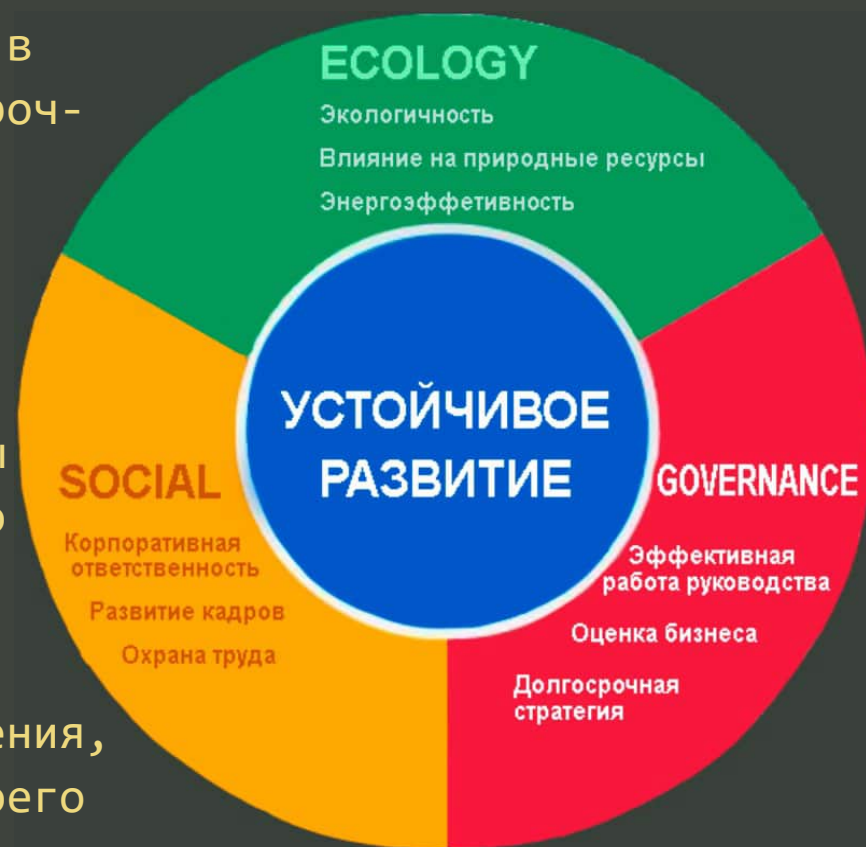 в
ECOLOGY
Экологичность
Влияние на природные ресурсы
Энергоэффетивность
УСТОЙЧИВОЕ
РАЗВИТИЕ
SOCIAL
Корпоративная
ответственность
Развитие кадров
Охрана труда
GOVERNANCE
Эффективная
работа руководства
Оценка бизнеса
Долгосрочная
стратегия